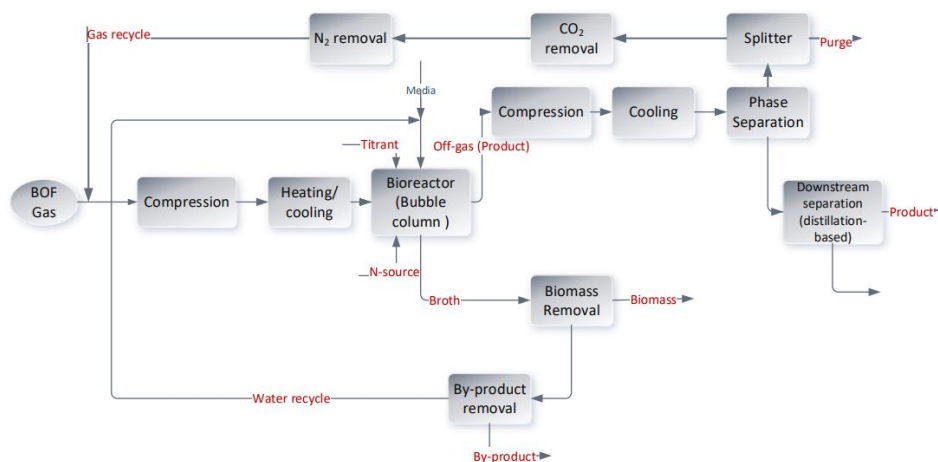 Gas recycle
N₂ removal
CO₂
removal
Splitter
Purge
Media
Compression
Cooling
Phase
Separation
Titrant
Off-gas (Product)
BOF
Gas
Compression
Heating/
cooling
Bioreactor
(Bubble
column )
Downstream
separation
(distillation-
based)
Product
N-source
Broth
Biomass
Removal
Biomass
Water recycle
By-product
removal
By-product